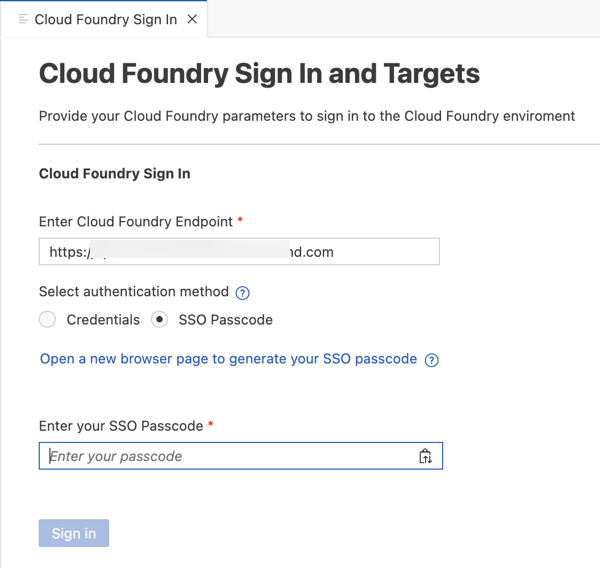 Cloud Foundry Sign In
Cloud Foundry Sign In and Targets
Provide your Cloud Foundry parameters to sign in to the Cloud Foundry enviroment
Cloud Foundry Sign In
Enter Cloud Foundry Endpoint *
https:/ nd.com
Select authentication method ?
Credentials SSO Passcode
Open a new browser page to generate your SSO passcode ?
Enter your SSO Passcode *
Enter your passcode
Sign in